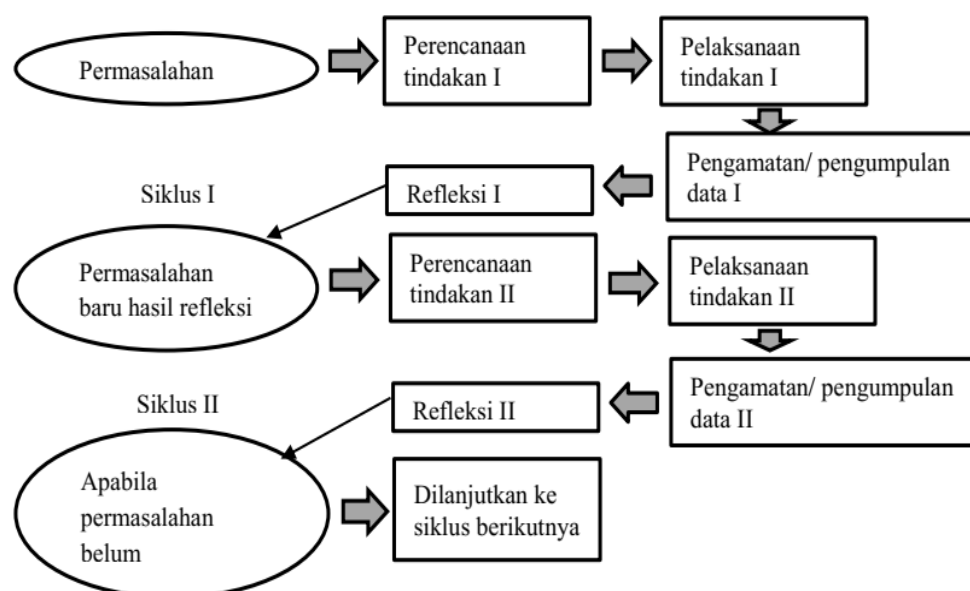 Permasalahan
Perencanaan
tindakan I
Pelaksanaan
tindakan I
Pengamatan/ pengumpulan
data I
Refleksi I
Siklus I
Permasalahan
baru hasil refleksi
Perencanaan
tindakan II
Pelaksanaan
tindakan II
Pengamatan/ pengumpulan
data II
Refleksi II
Siklus II
Apabila
permasalahan
belum
Dilanjutkan ke
siklus berikutnya